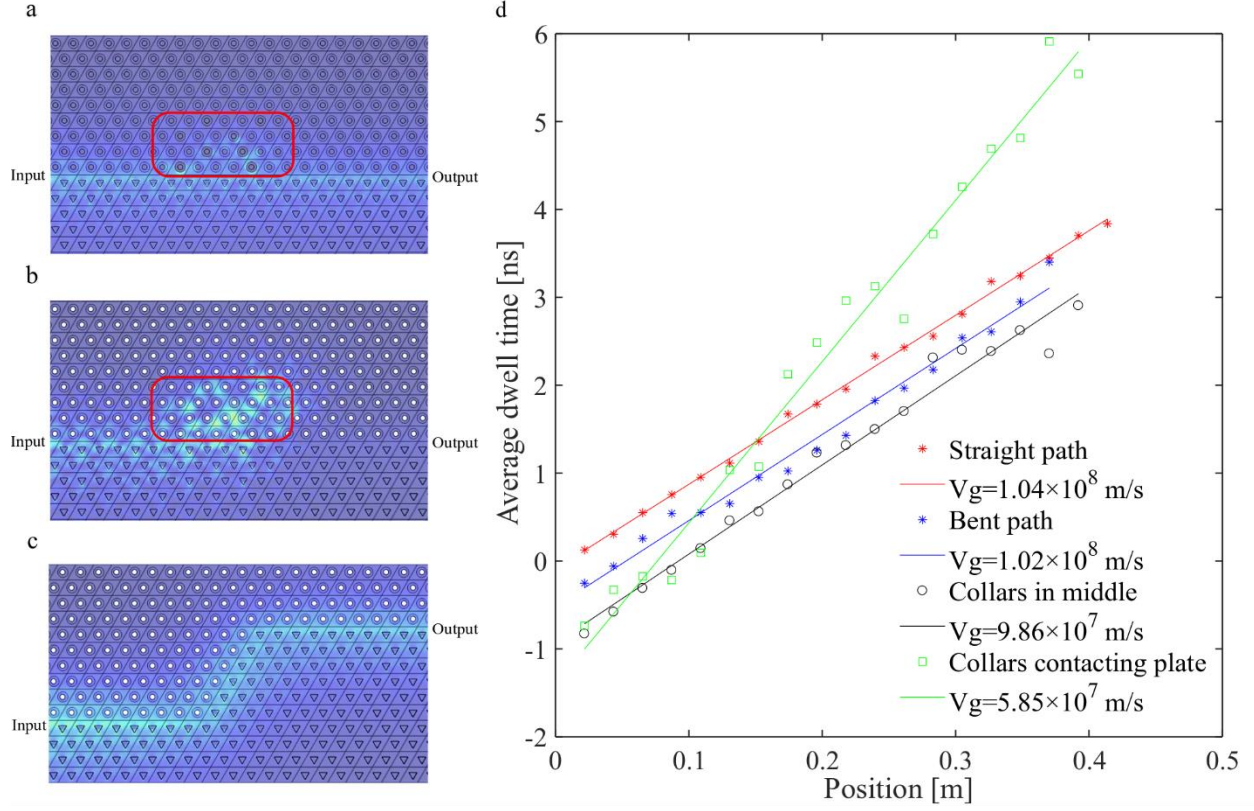 a
Input
Output
b
Input
Output
c
Output
Input
d
Average dwell time [ns]
6
5
4
3
2
1
0
-1
-2
0
0.1
0.2
0.3
0.4
0.5
Position [m]
Straight path
Vg=1.04×10⁸ m/s
Bent path
Vg=1.02×10⁸ m/s
Collars in middle
Vg=9.86×10⁷ m/s
Collars contacting plate
Vg=5.85×10⁷ m/s